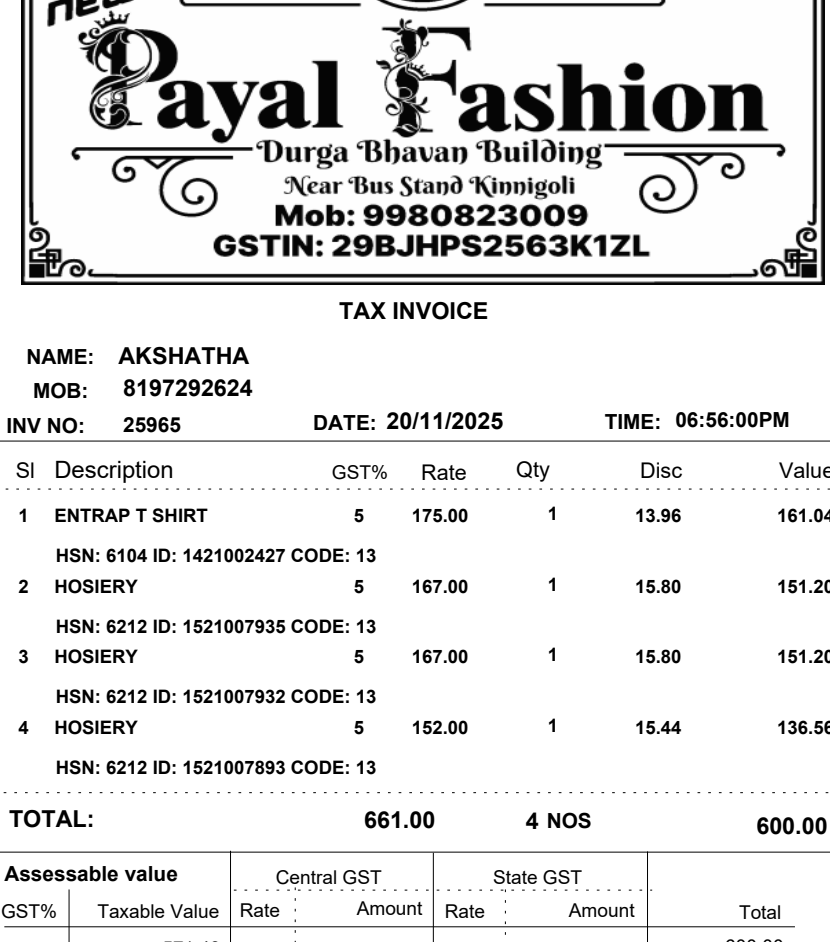 new
Payal Fashion
Durga Bhavan Building
Near Bus Stand Kinnigoli
Mob: 9980823009
GSTIN: 29BJHPS2563K1ZL
TAX INVOICE
NAME: AKSHATHA
MOB: 8197292624
INV NO: 25965 DATE: 20/11/2025 TIME: 06:56:00PM
Sl Description GST% Rate Qty Disc Value
1 ENTRAP T SHIRT 5 175.00 1 13.96 161.04
HSN: 6104 ID: 1421002427 CODE: 13
2 HOSIERY 5 167.00 1 15.80 151.20
HSN: 6212 ID: 1521007935 CODE: 13
3 HOSIERY 5 167.00 1 15.80 151.20
HSN: 6212 ID: 1521007932 CODE: 13
4 HOSIERY 5 152.00 1 15.44 136.56
HSN: 6212 ID: 1521007893 CODE: 13
TOTAL: 661.00 4 NOS 600.00
Assessable value Central GST State GST
GST% Taxable Value Rate Amount Rate Amount Total